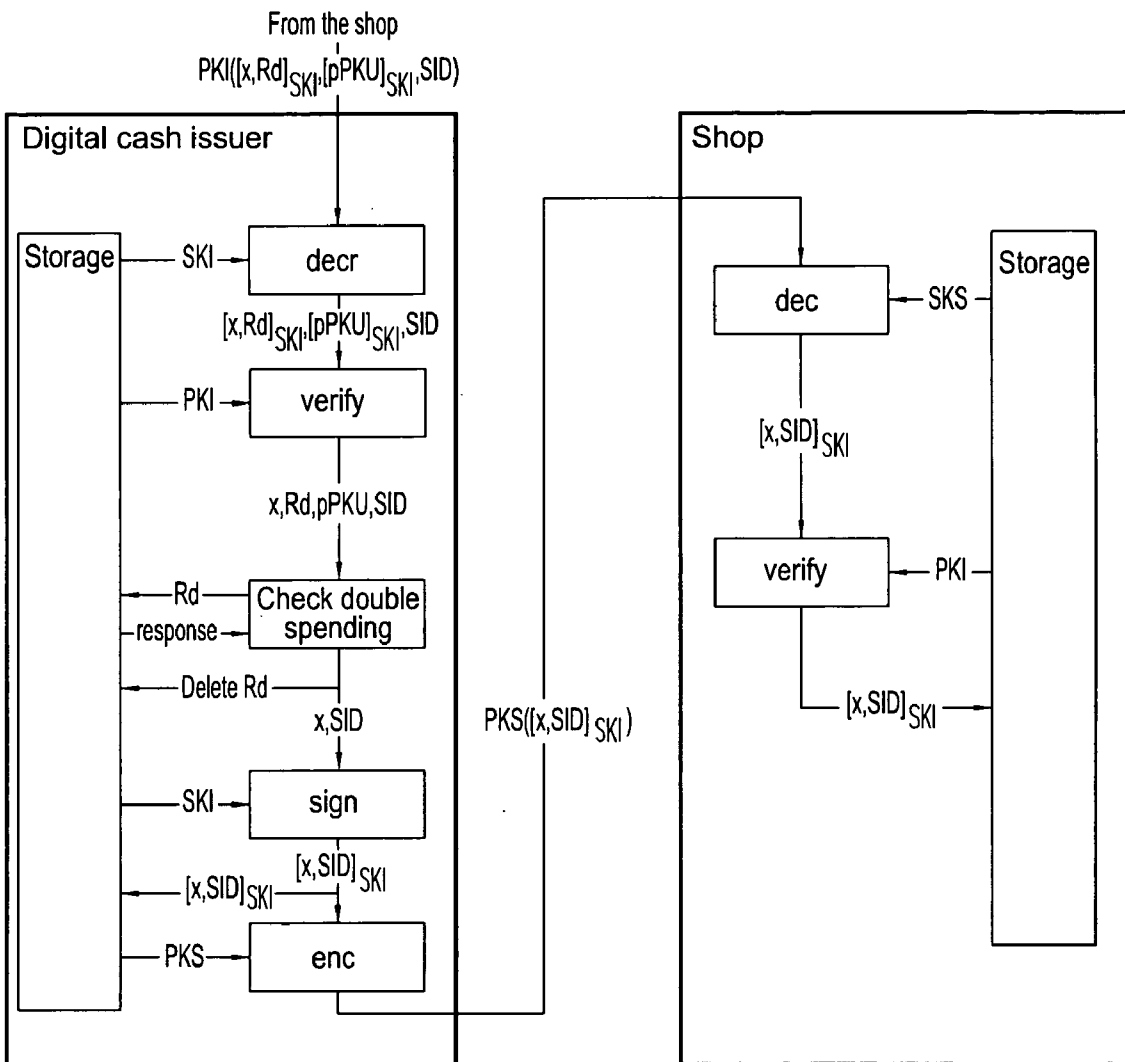 From the shop
PKI([x,Rd]SKI,[pPKU]SKI,SID)
Digital cash issuer
Storage
SKI
decr
[x,Rd]SKI,[pPKU]SKI,SID
PKI
verify
x,Rd,pPKU,SID
Rd
Check double
spending
response
Delete Rd
x,SID
SKI
sign
[x,SID]SKI
[x,SID]SKI
PKS
enc
PKS([x,SID]SKI)
Shop
Storage
dec
SKS
[x,SID]SKI
verify
PKI
[x,SID]SKI